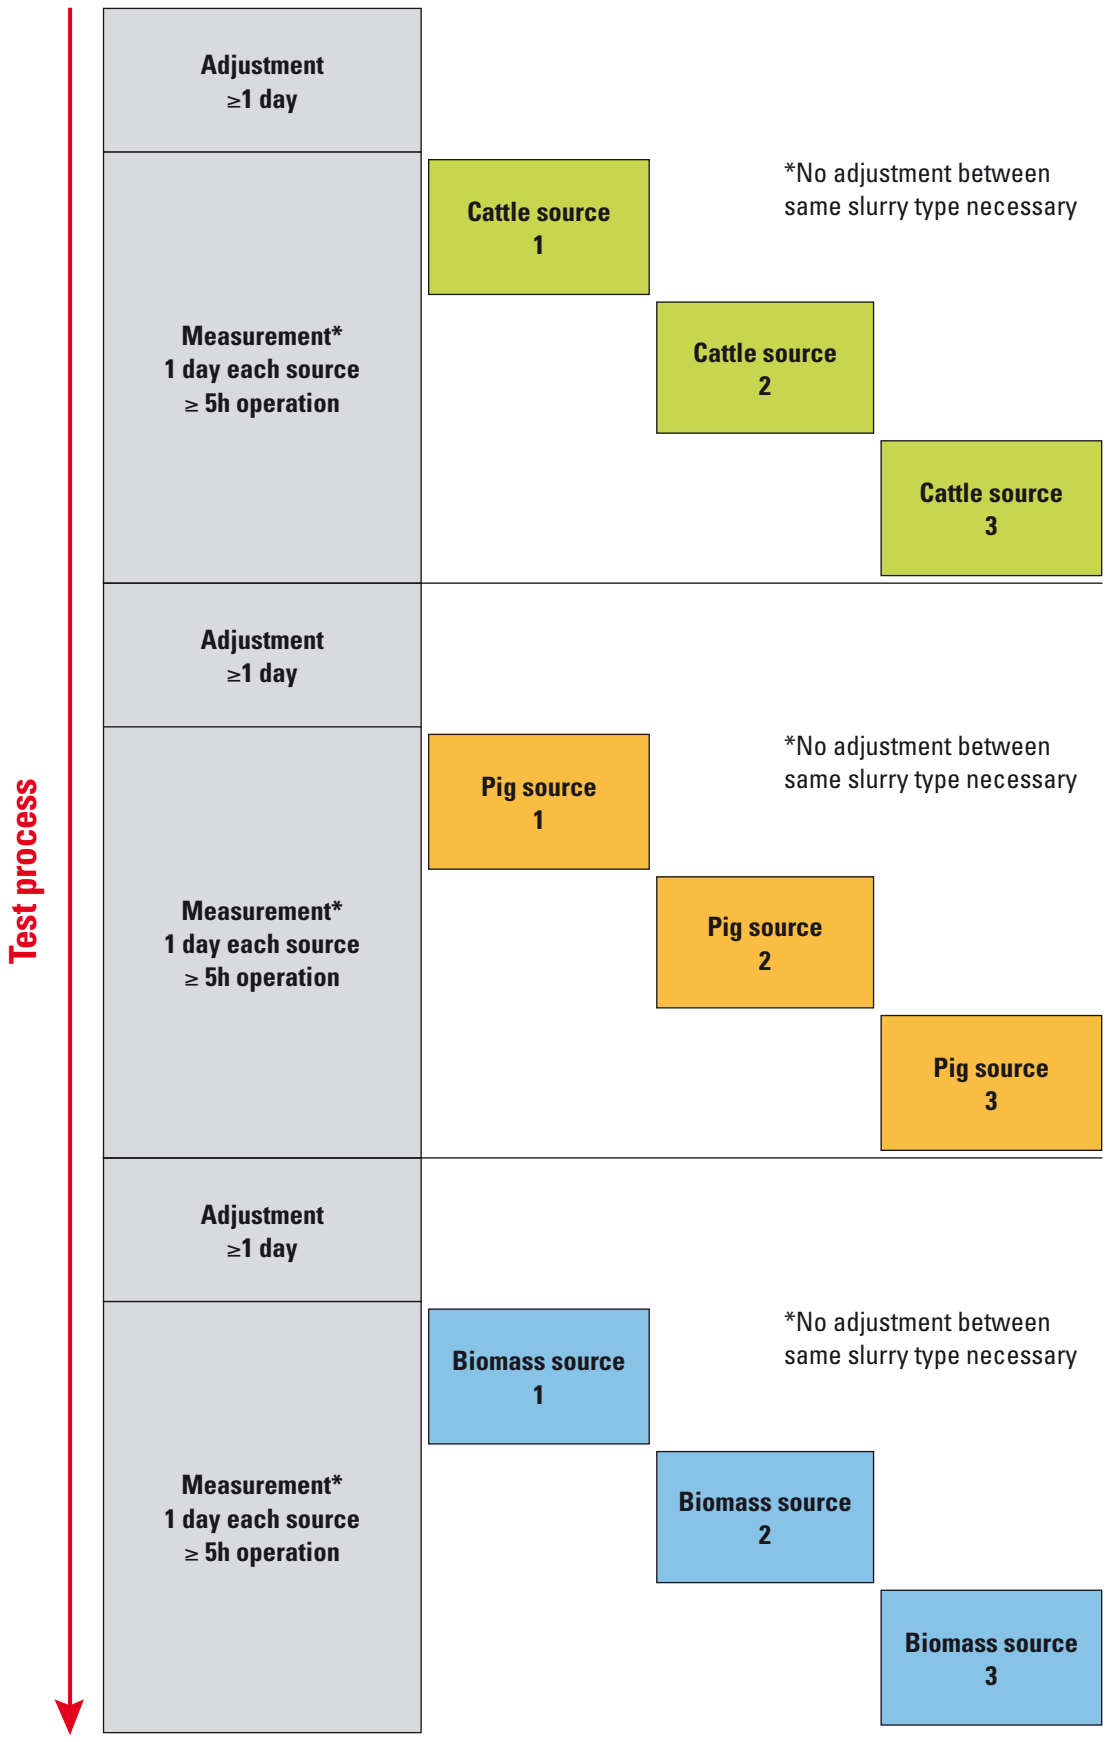 Test process
Adjustment
≥1 day
*No adjustment between
same slurry type necessary
Cattle source
1
Measurement*
1 day each source
≥ 5h operation
Cattle source
2
Cattle source
3
Adjustment
≥1 day
*No adjustment between
same slurry type necessary
Pig source
1
Measurement*
1 day each source
≥ 5h operation
Pig source
2
Pig source
3
Adjustment
≥1 day
*No adjustment between
same slurry type necessary
Biomass source
1
Measurement*
1 day each source
≥ 5h operation
Biomass source
2
Biomass source
3